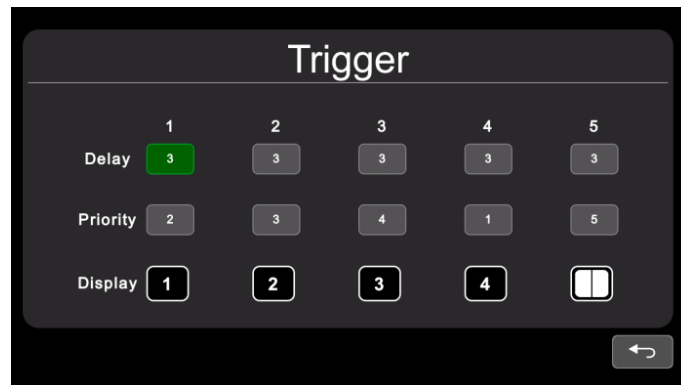 Trigger
1 2 3 4 5
Delay 3 3 3 3 3
Priority 2 3 4 1 5
Display 1 2 3 4